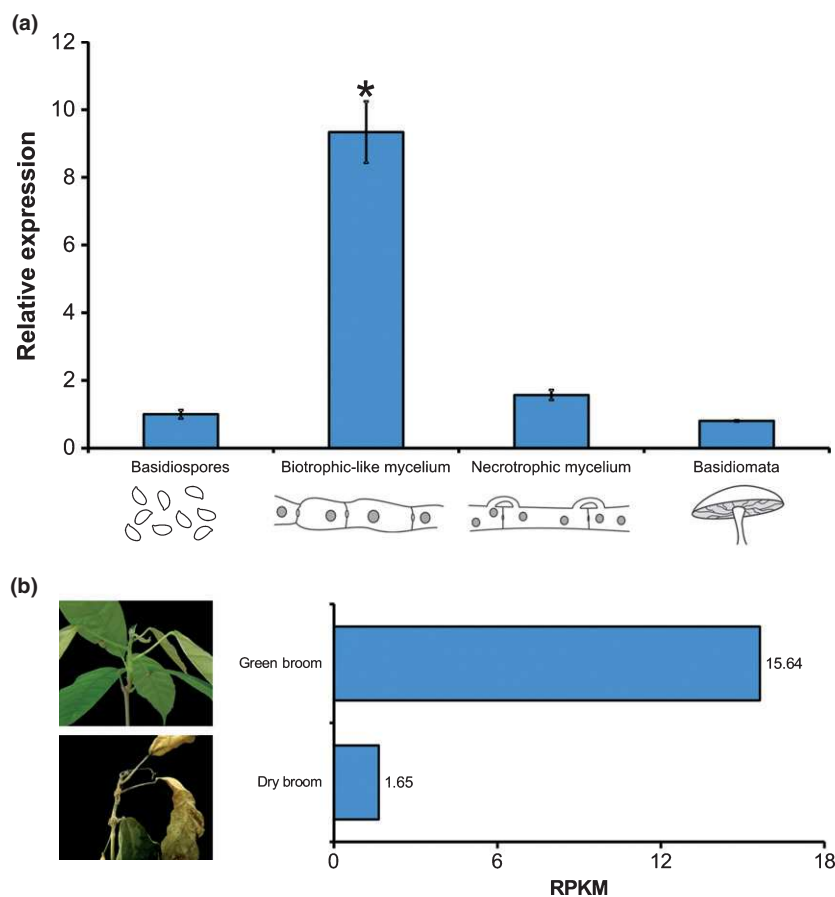 (a)
12
10
8
6
4
2
0
Relative expression
*
Basidiospores
Biotrophic-like mycelium
Necrotrophic mycelium
Basidiomata
(b)
Green broom
15.64
Dry broom
1.65
0
6
12
18
RPKM